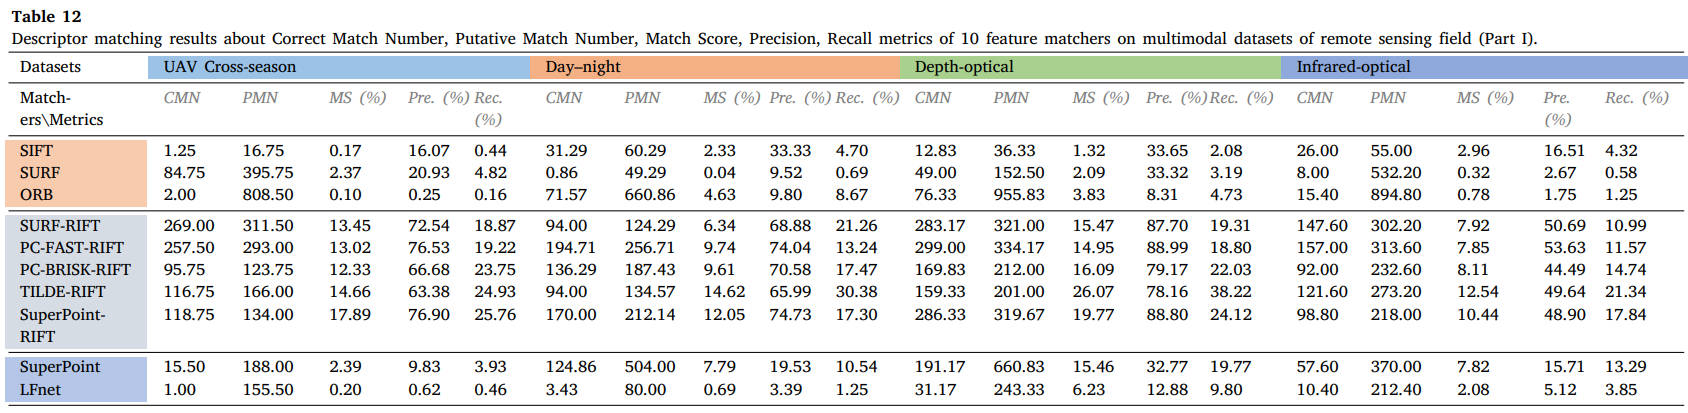 Table 12
Descriptor matching results about Correct Match Number, Putative Match Number, Match Score, Precision, Recall metrics of 10 feature matchers on multimodal datasets of remote sensing field (Part I).
Datasets UAV Cross-season Day–night Depth-optical Infrared-optical
Match- CMN PMN MS (%) Pre. (%) Rec. CMN PMN MS (%) Pre. (%) Rec. (%) CMN PMN MS (%) Pre. (%) Rec. (%) CMN PMN MS (%) Pre. Rec. (%)
ers\Metrics (%) (%)
SIFT 1.25 16.75 0.17 16.07 0.44 31.29 60.29 2.33 33.33 4.70 12.83 36.33 1.32 33.65 2.08 26.00 55.00 2.96 16.51 4.32
SURF 84.75 395.75 2.37 20.93 4.82 0.86 49.29 0.04 9.52 0.69 49.00 152.50 2.09 33.32 3.19 8.00 532.20 0.32 2.67 0.58
ORB 2.00 808.50 0.10 0.25 0.16 71.57 660.86 4.63 9.80 8.67 76.33 955.83 3.83 8.31 4.73 15.40 894.80 0.78 1.75 1.25
SURF-RIFT 269.00 311.50 13.45 72.54 18.87 94.00 124.29 6.34 68.88 21.26 283.17 321.00 15.47 87.70 19.31 147.60 302.20 7.92 50.69 10.99
PC-FAST-RIFT 257.50 293.00 13.02 76.53 19.22 194.71 256.71 9.74 74.04 13.24 299.00 334.17 14.95 88.99 18.80 157.00 313.60 7.85 53.63 11.57
PC-BRISK-RIFT 95.75 123.75 12.33 66.68 23.75 136.29 187.43 9.61 70.58 17.47 169.83 212.00 16.09 79.17 22.03 92.00 232.60 8.11 44.49 14.74
TILDE-RIFT 116.75 166.00 14.66 63.38 24.93 94.00 134.57 14.62 65.99 30.38 159.33 201.00 26.07 78.16 38.22 121.60 273.20 12.54 49.64 21.34
SuperPoint- 118.75 134.00 17.89 76.90 25.76 170.00 212.14 12.05 74.73 17.30 286.33 319.67 19.77 88.80 24.12 98.80 218.00 10.44 48.90 17.84
RIFT
SuperPoint 15.50 188.00 2.39 9.83 3.93 124.86 504.00 7.79 19.53 10.54 191.17 660.83 15.46 32.77 19.77 57.60 370.00 7.82 15.71 13.29
LFnet 1.00 155.50 0.20 0.62 0.46 3.43 80.00 0.69 3.39 1.25 31.17 243.33 6.23 12.88 9.80 10.40 212.40 2.08 5.12 3.85